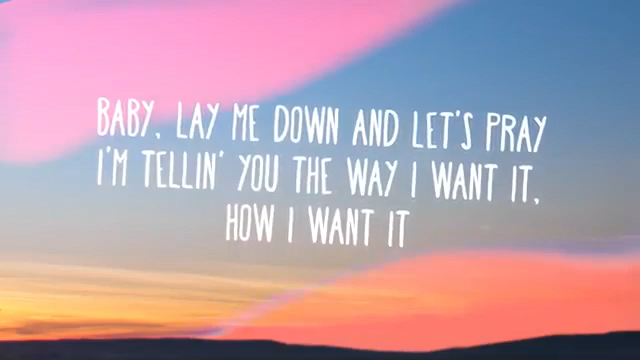 BABY, LAY ME DOWN AND LET'S PRAY
I'M TELLIN' YOU THE WAY I WANT IT,
HOW I WANT IT